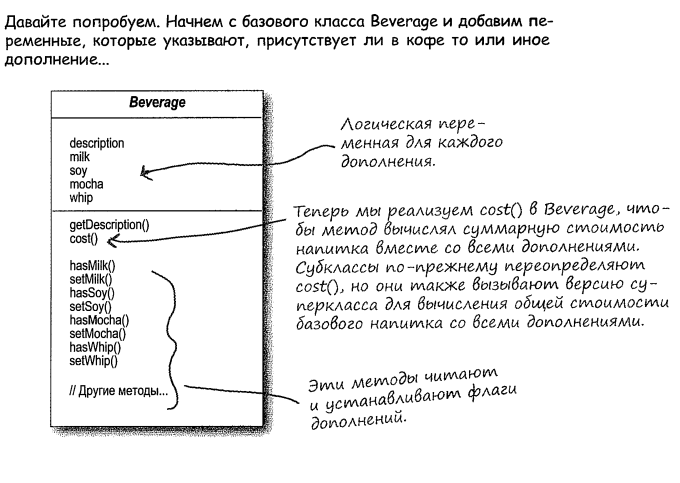 Давайте попробуем. Начнем с базового класса Beverage и добавим пе-
ременные, которые указывают, присутствует ли в кофе то или иное
дополнение...
Beverage
description
milk
soy
mocha
whip
Логическая пере-
менная для каждого
дополнения.
getDescription()
cost()
hasMilk()
setMilk()
hasSoy()
setSoy()
hasMocha()
setMocha()
hasWhip()
setWhip()
// Другие методы...
Теперь мы реализуем cost() в Beverage, что-
бы метод вычислял суммарную стоимость
напитка вместе со всеми дополнениями.
Субклассы по-прежнему переопределяют
cost(), но они также вызывают версию су-
перкласса для вычисления общей стоимости
базового напитка со всеми дополнениями.
Эти методы читают
и устанавливают флаги
дополнений.